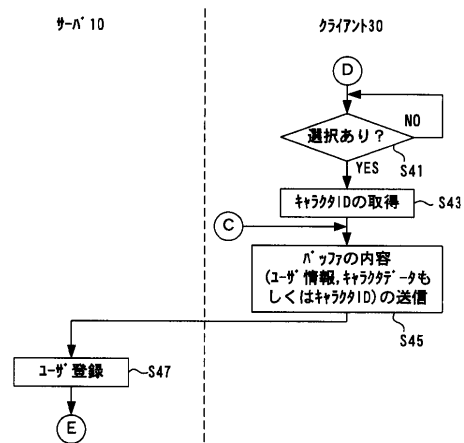 サーバ10
クライアント30
D
NO
選択あり?
S41
YES
キャラクタIDの取得
S43
C
バッファの内容
(ユーザ情報,キャラクタデータも
しくはキャラクタID)の送信
S45
ユーザ登録
S47
E